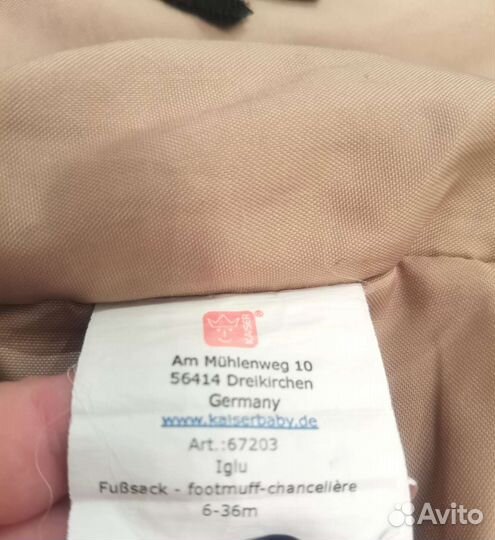 KAISER®
Am Mühlenweg 10
56414 Dreikirchen
Germany
www.kaiserbaby.de
Art.:67203
Iglu
Fußsack - footmuff-chancelière
6-36m
Avito